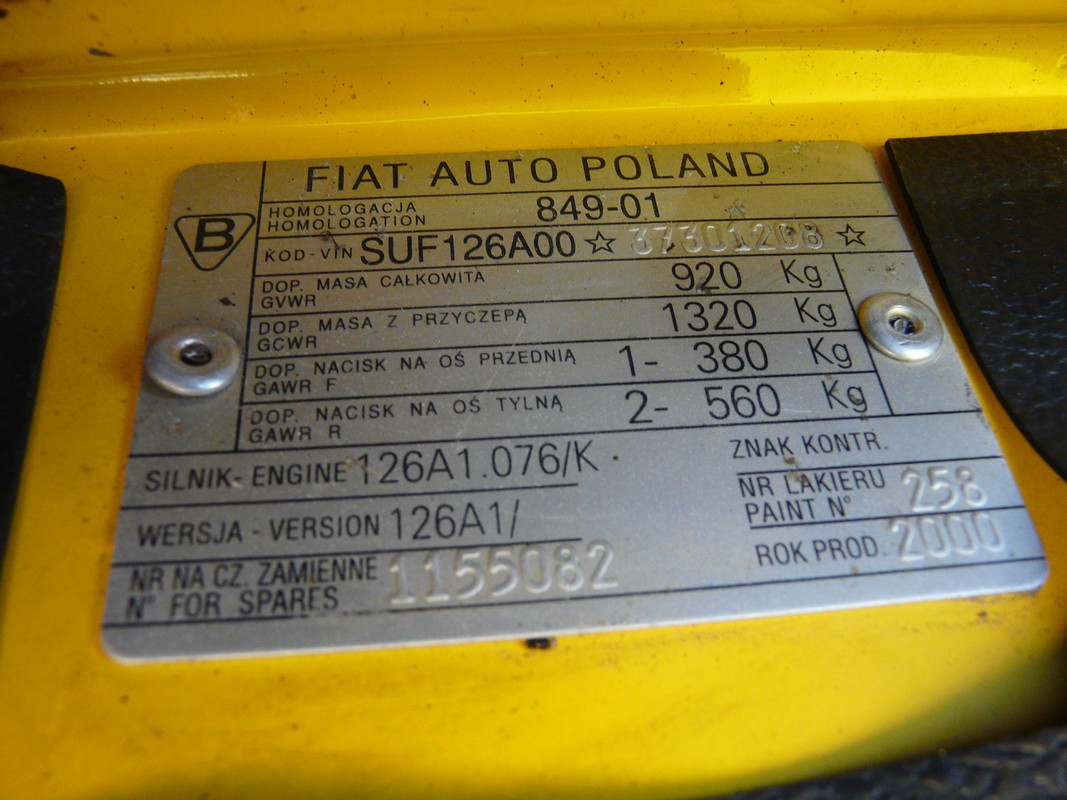 FIAT AUTO POLAND
B
HOMOLOGACJA 849-01
HOMOLOGATION
KOD-VIN SUF126A00 ☆ 37301208 ☆
DOP. MASA CAŁKOWITA 920 Kg
GVWR
DOP. MASA Z PRZYCZEPĄ 1320 Kg
GCWR
DOP. NACISK NA OŚ PRZEDNIĄ 1- 380 Kg
GAWR F
DOP. NACISK NA OŚ TYLNĄ 2- 560 Kg
GAWR R
SILNIK-ENGINE 126A1.076/K
ZNAK KONTR.
WERSJA - VERSION 126A1/
NR LAKIERU 258
PAINT N°
NR NA CZ. ZAMIENNE 1155082
N° FOR SPARES
ROK PROD. 2000